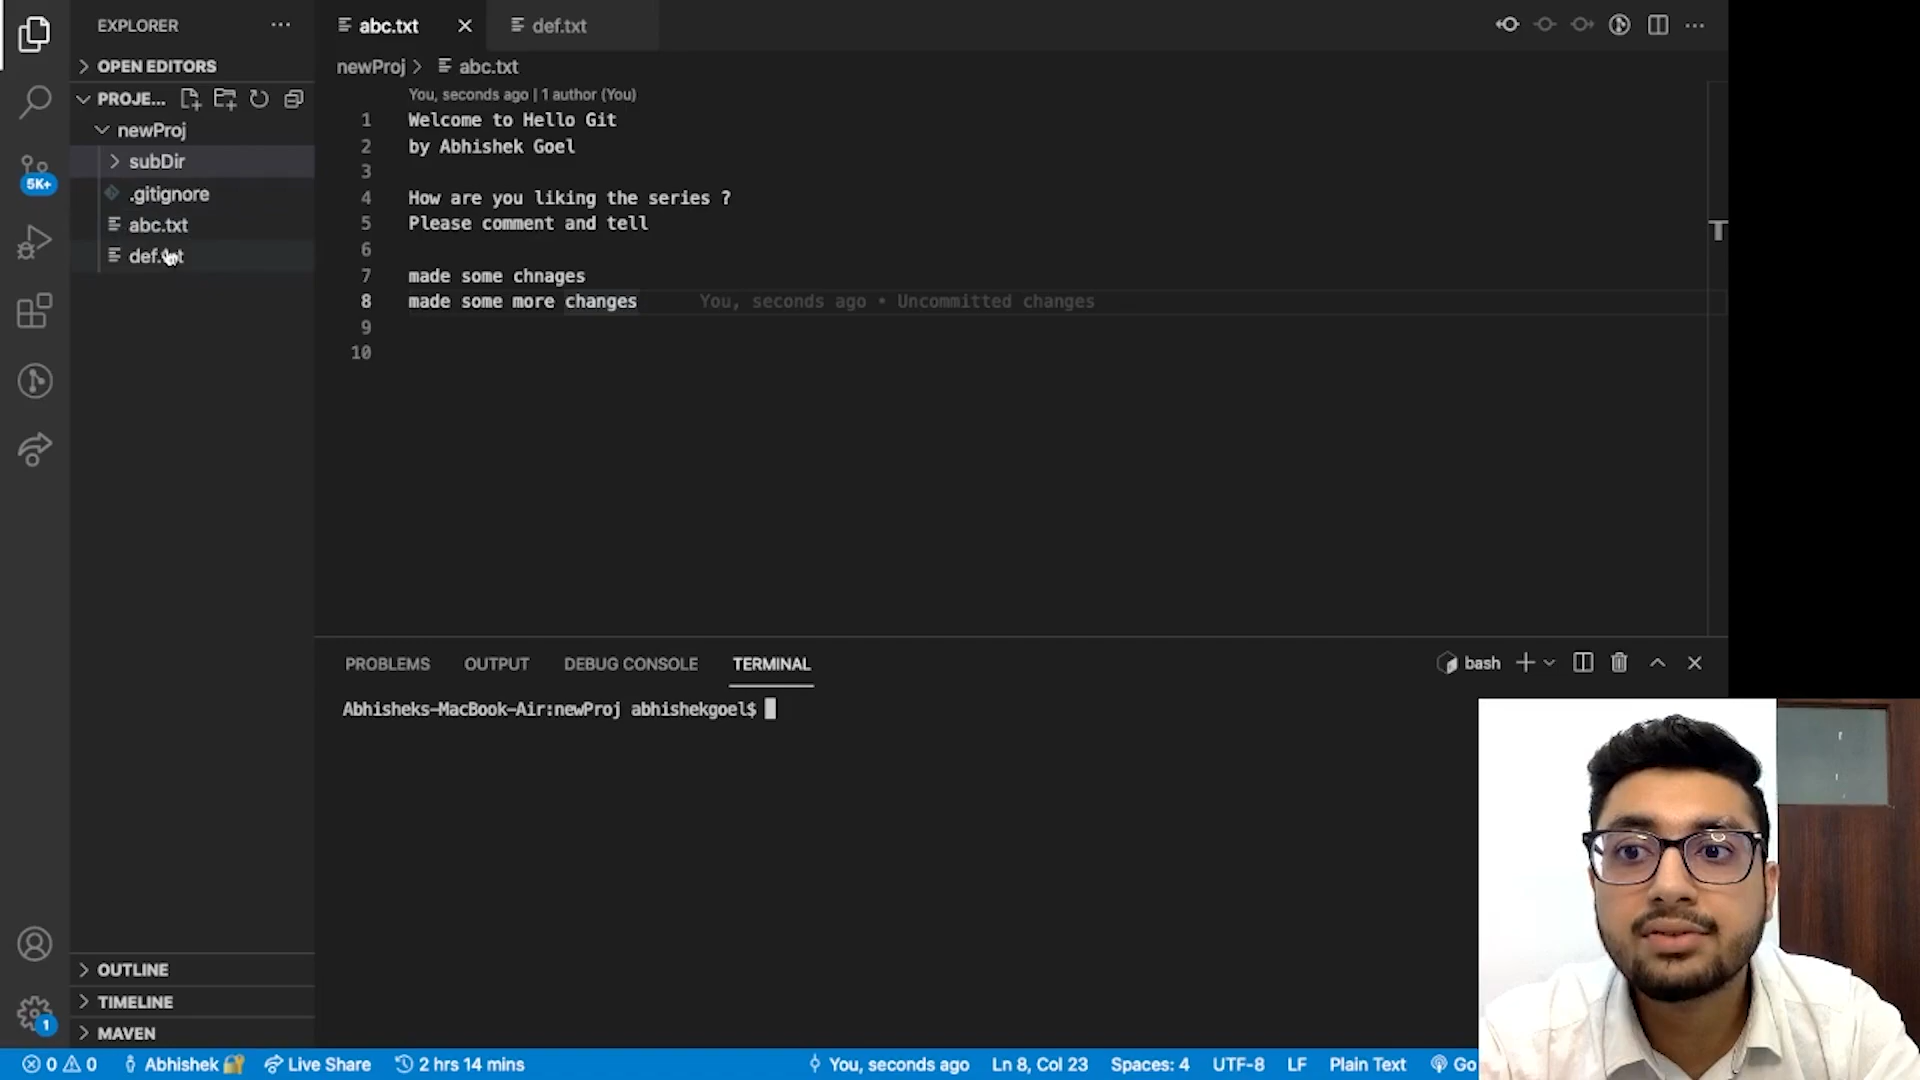 EXPLORER
abc.txt
def.txt
OPEN EDITORS
newProj > abc.txt
PROJE...
You, seconds ago | 1 author (You)
newProj
1 Welcome to Hello Git
2 by Abhishek Goel
subDir
3
.gitignore
4 How are you liking the series ?
abc.txt
5 Please comment and tell
def.txt
6
7 made some chnages
8 made some more changes You, seconds ago • Uncommitted changes
9
10
5K+
PROBLEMS OUTPUT DEBUG CONSOLE TERMINAL
bash
Abhisheks-MacBook-Air:newProj abhishekgoel$
OUTLINE
TIMELINE
MAVEN
1
0 0 Abhishek Live Share 2 hrs 14 mins You, seconds ago Ln 8, Col 23 Spaces: 4 UTF-8 LF Plain Text Go